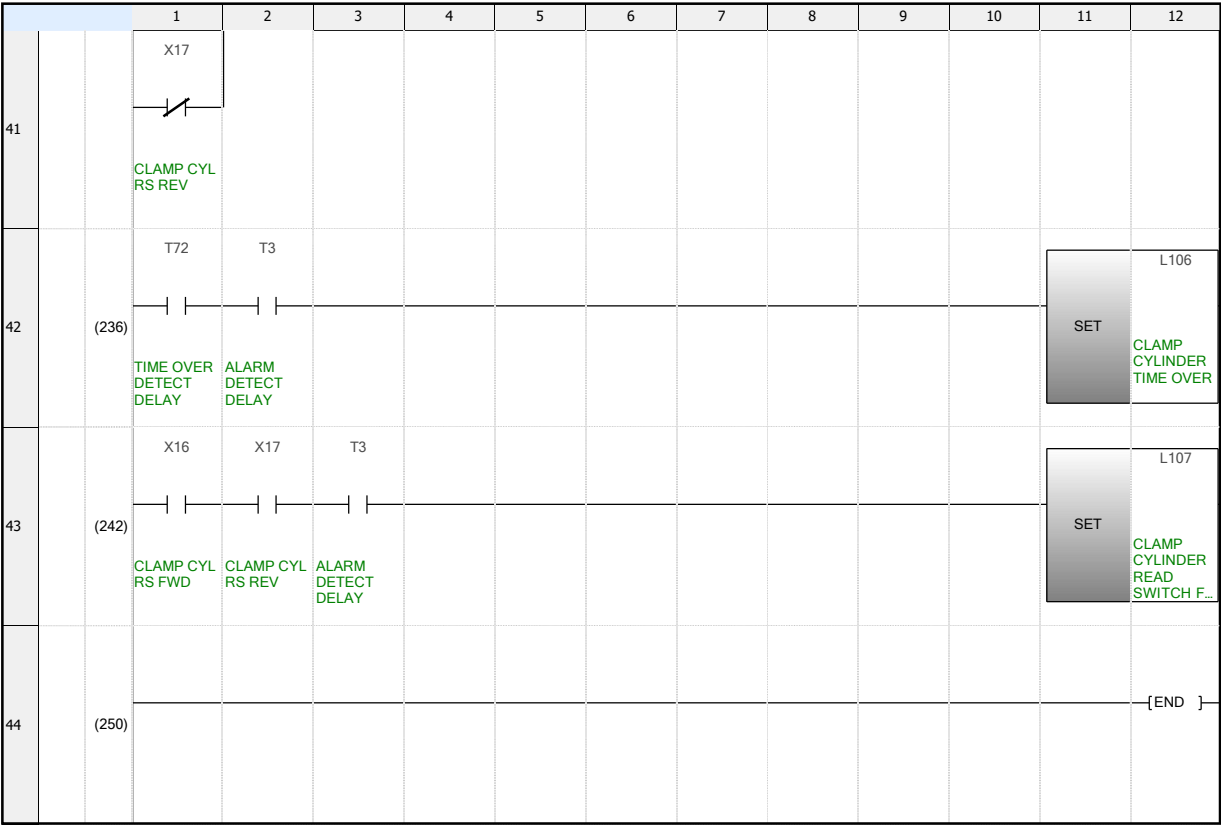 1 2 3 4 5 6 7 8 9 10 11 12
X17
41
CLAMP CYL
RS REV
T72 T3
L106
42 (236) SET
CLAMP
CYLINDER
TIME OVER
TIME OVER
DETECT
DELAY
ALARM
DETECT
DELAY
X16 X17 T3
L107
43 (242) SET
CLAMP
CYLINDER
READ
SWITCH F...
CLAMP CYL
RS FWD
CLAMP CYL
RS REV
ALARM
DETECT
DELAY
[END ]
44 (250)